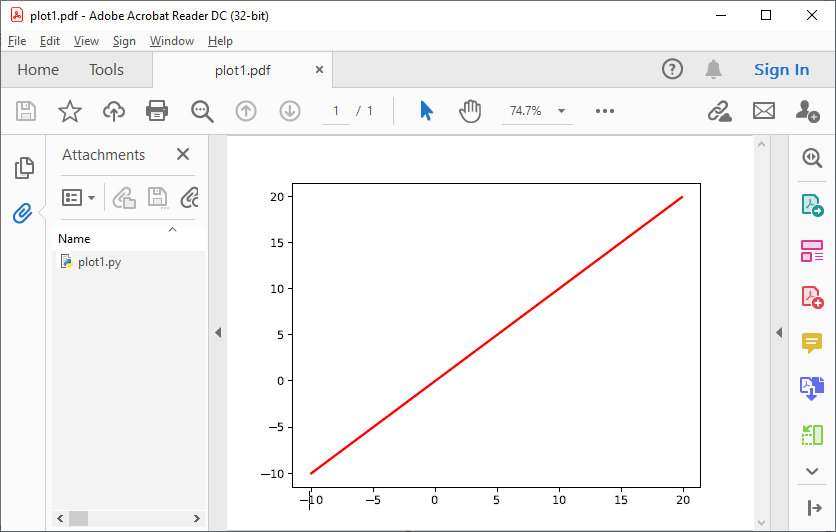 plot1.pdf - Adobe Acrobat Reader DC (32-bit)
File Edit View Sign Window Help
Home Tools plot1.pdf × Sign In
1 / 1 74.7%
Attachments
Name
plot1.py
20
15
10
5
0
−5
−10
−10 −5 0 5 10 15 20